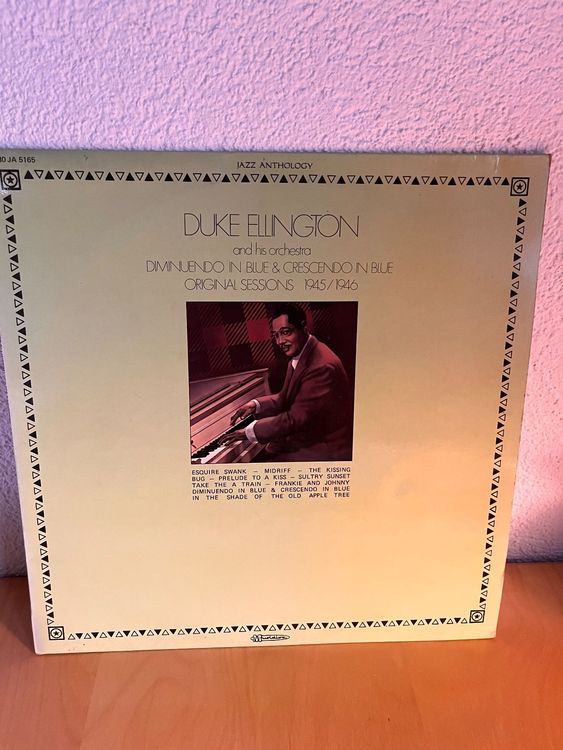 30 JA 5165
JAZZ ANTHOLOGY
DUKE ELLINGTON
and his orchestra
DIMINUENDO IN BLUE & CRESCENDO IN BLUE
ORIGINAL SESSIONS 1945/1946
ESQUIRE SWANK – MIDRIFF – THE KISSING
BUG – PRELUDE TO A KISS – SULTRY SUNSET
TAKE THE A TRAIN – FRANKIE AND JOHNNY
DIMINUENDO IN BLUE & CRESCENDO IN BLUE
IN THE SHADE OF THE OLD APPLE TREE
Musidisc